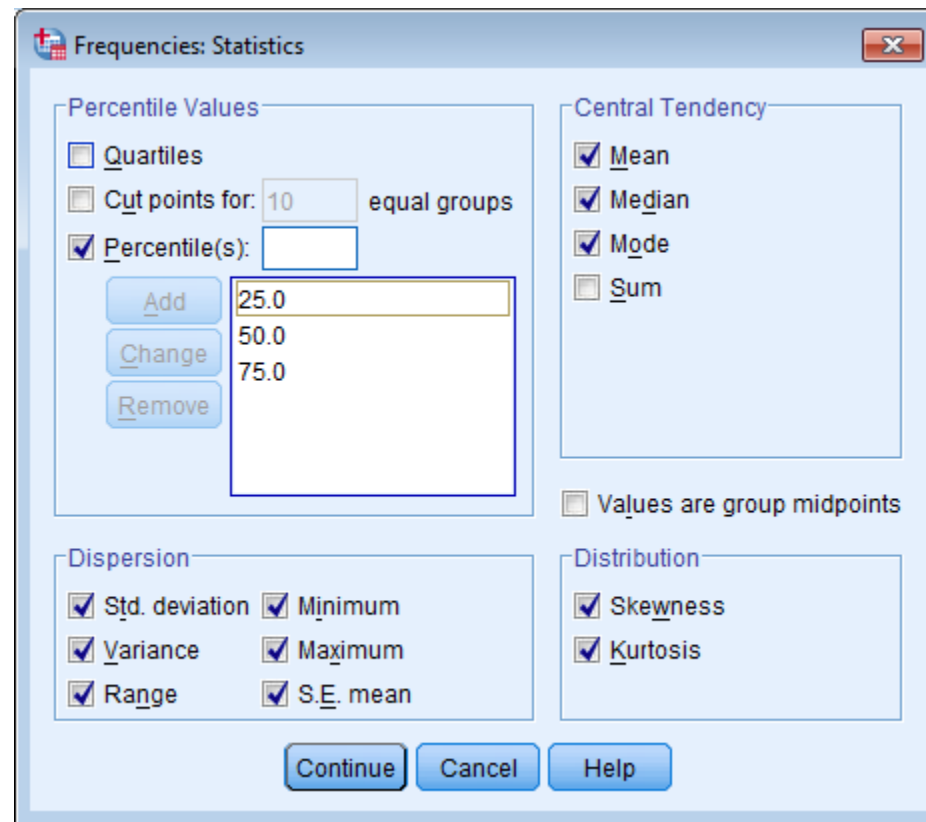 Frequencies: Statistics
Percentile Values
Quartiles
Cut points for: 10 equal groups
Percentile(s):
Add
Change
Remove
25.0
50.0
75.0
Central Tendency
Mean
Median
Mode
Sum
Values are group midpoints
Dispersion
Std. deviation Minimum
Variance Maximum
Range S.E. mean
Distribution
Skewness
Kurtosis
Continue Cancel Help